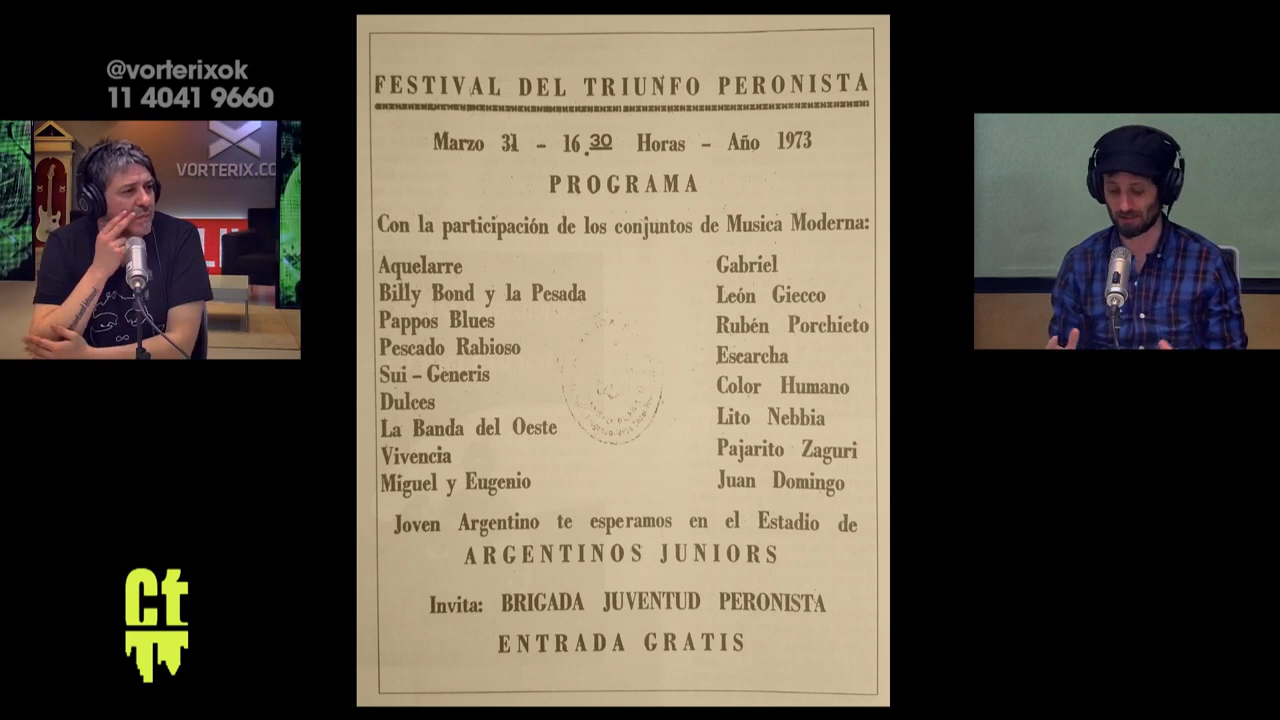 @vorterixok
11 4041 9660
VORTERIX.CO
FESTIVAL DEL TRIUNFO PERONISTA
Marzo 31 - 16.30 Horas - Año 1973
PROGRAMA
Con la participación de los conjuntos de Musica Moderna:
Aquelarre
Billy Bond y la Pesada
Pappos Blues
Pescado Rabioso
Sui - Generis
Dulces
La Banda del Oeste
Vivencia
Miguel y Eugenio
Gabriel
León Giecco
Rubén Porchieto
Escarcha
Color Humano
Lito Nebbia
Pajarito Zaguri
Juan Domingo
Joven Argentino te esperamos en el Estadio de
ARGENTINOS JUNIORS
Invita: BRIGADA JUVENTUD PERONISTA
ENTRADA GRATIS
Ct
TV